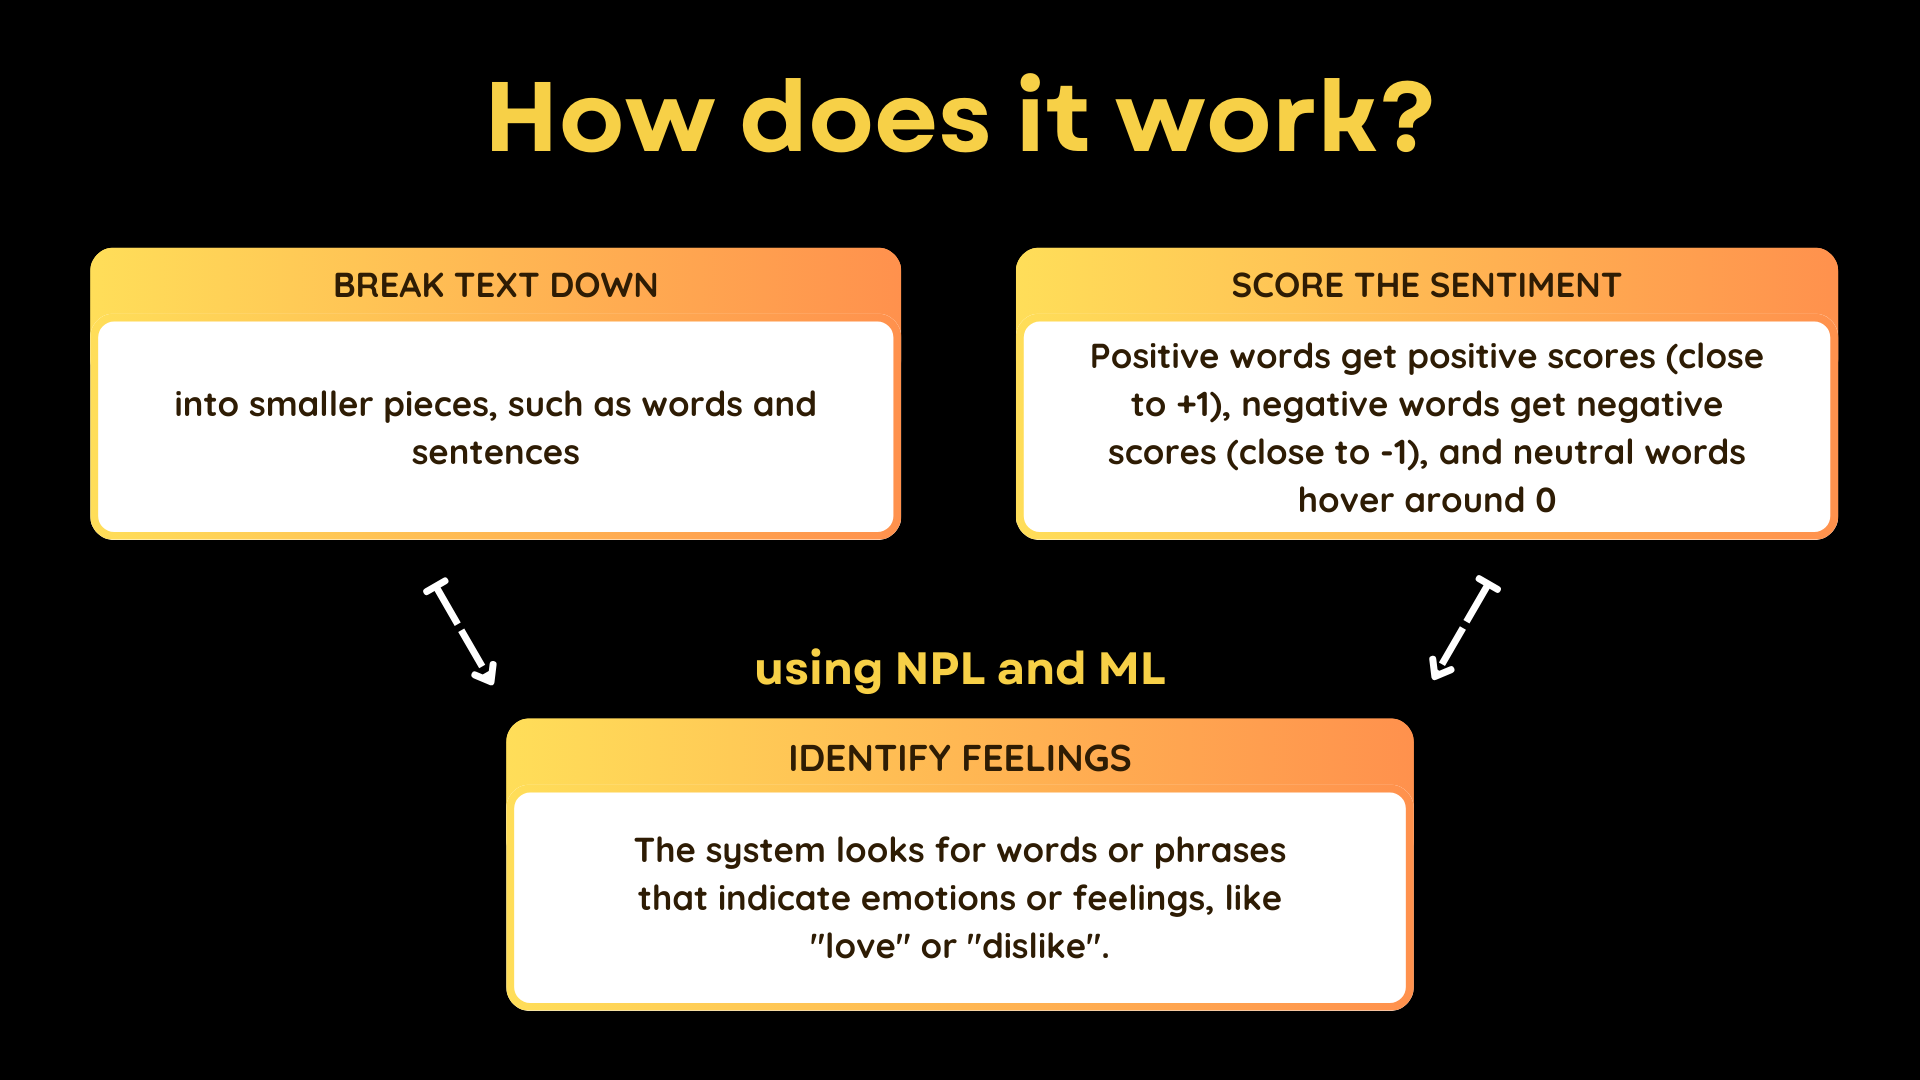 How does it work?
BREAK TEXT DOWN
into smaller pieces, such as words and
sentences
SCORE THE SENTIMENT
Positive words get positive scores (close
to +1), negative words get negative
scores (close to -1), and neutral words
hover around 0
using NPL and ML
IDENTIFY FEELINGS
The system looks for words or phrases
that indicate emotions or feelings, like
"love" or "dislike".